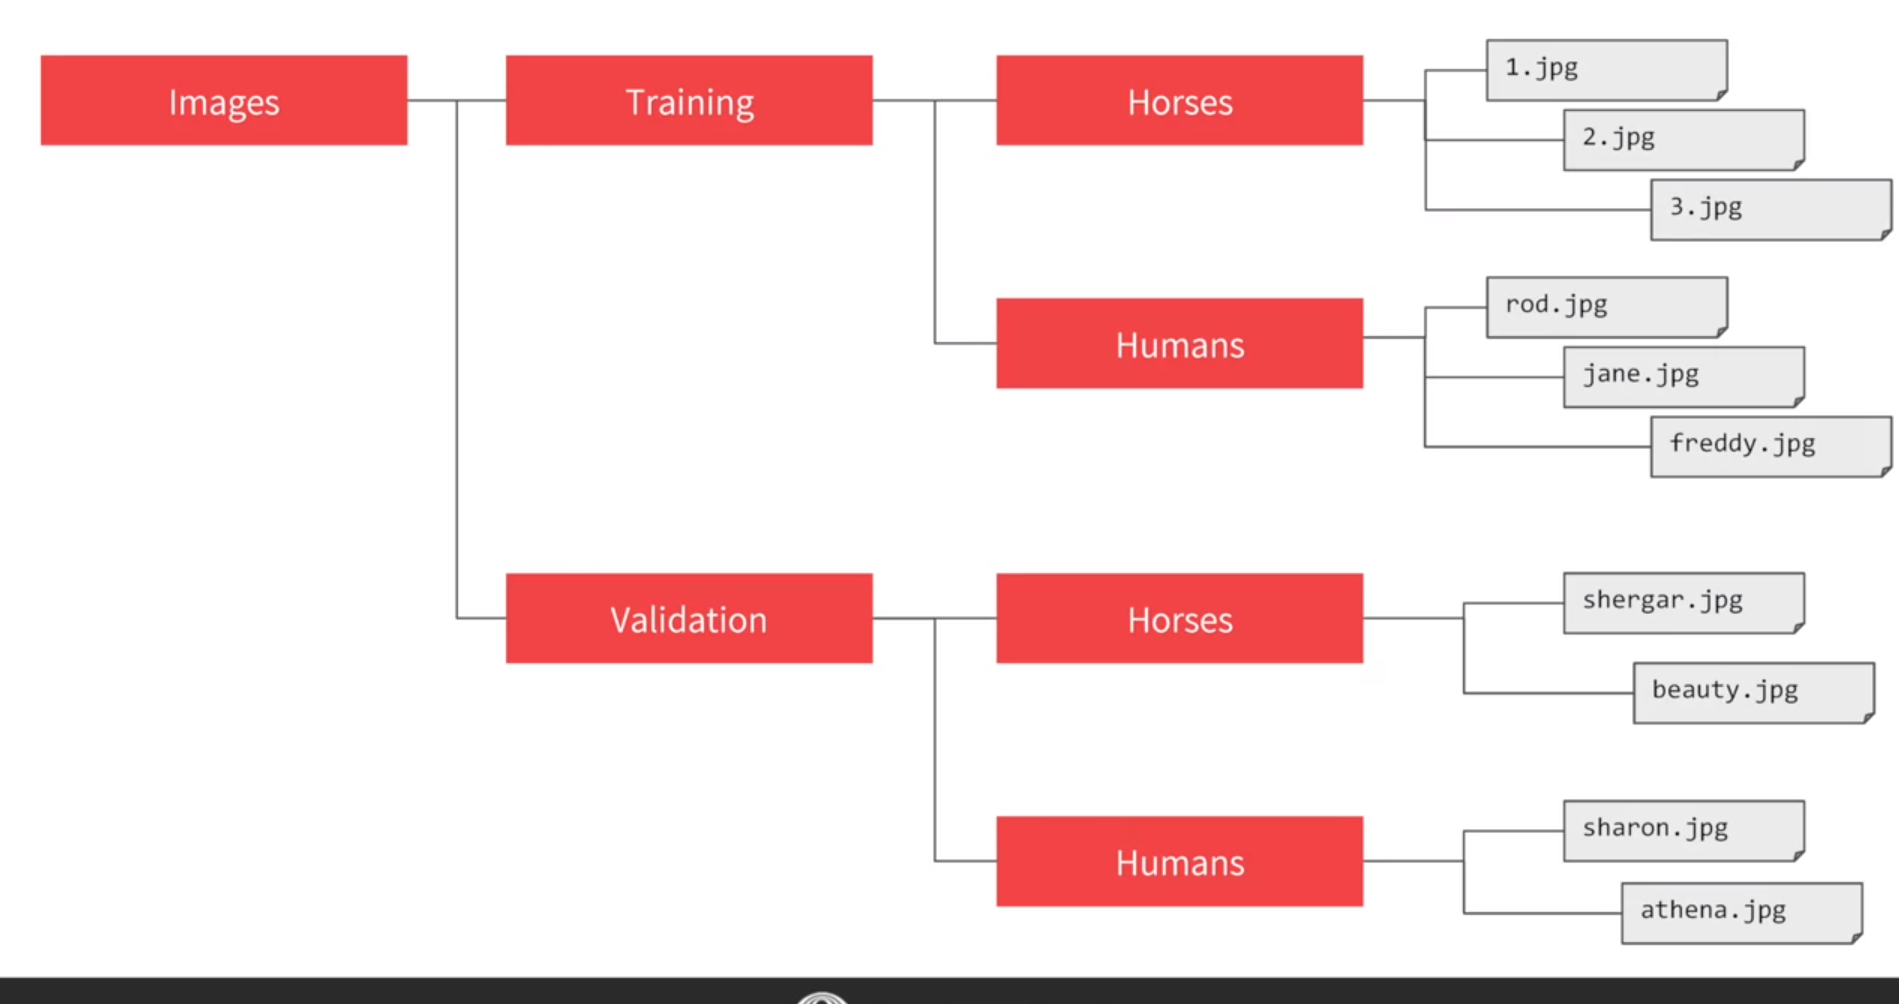 Images
Training
Horses
1.jpg
2.jpg
3.jpg
Humans
rod.jpg
jane.jpg
freddy.jpg
Validation
Horses
shergar.jpg
beauty.jpg
Humans
sharon.jpg
athena.jpg